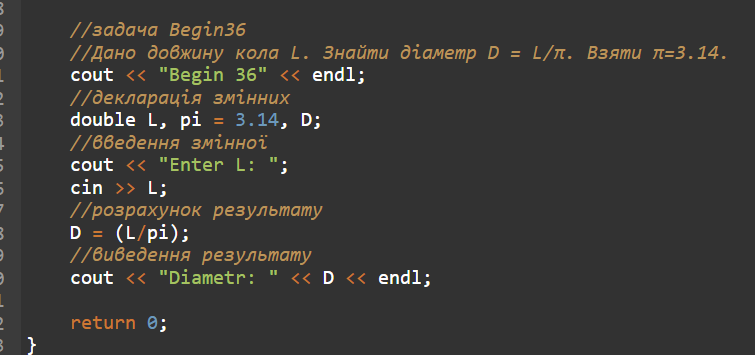 //задача Begin36
//Дано довжину кола L. Знайти діаметр D = L/π. Взяти π=3.14.
cout << "Begin 36" << endl;
//декларація змінних
double L, pi = 3.14, D;
//введення змінної
cout << "Enter L: ";
cin >> L;
//розрахунок результату
D = (L/pi);
//виведення результату
cout << "Diametr: " << D << endl;
return 0;
}